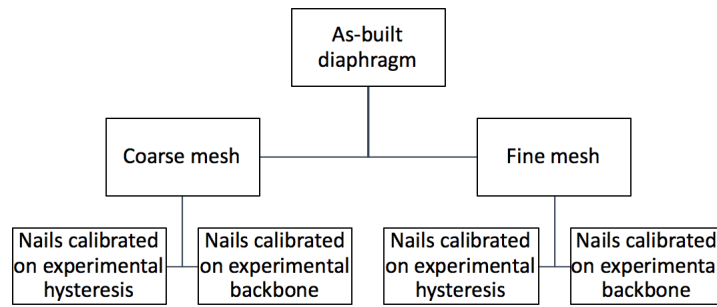 As-built
diaphragm
Coarse mesh
Fine mesh
Nails calibrated
on experimental
hysteresis
Nails calibrated
on experimental
backbone
Nails calibrated
on experimental
hysteresis
Nails calibrated
on experimental
backbone